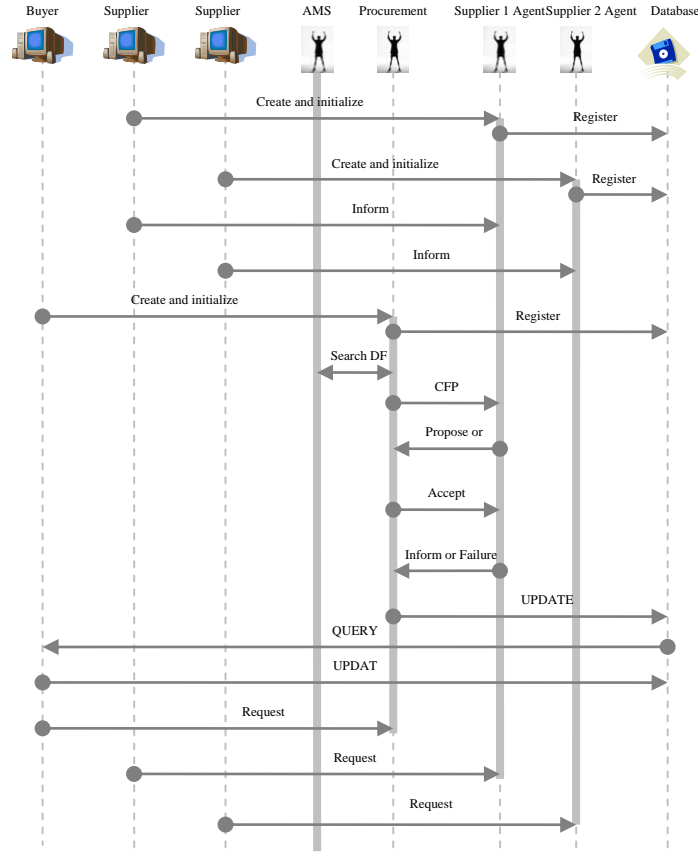 Buyer
Supplier
Supplier
AMS
Procurement
Supplier 1 Agent
Supplier 2 Agent
Database
Create and initialize
Register
Create and initialize
Register
Inform
Inform
Create and initialize
Register
Search DF
CFP
Propose or
Accept
Inform or Failure
UPDATE
QUERY
UPDAT
Request
Request
Request